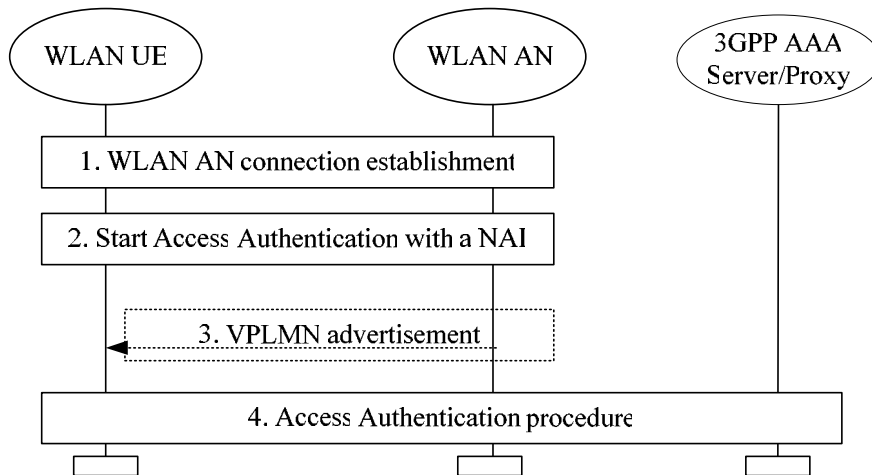 WLAN UE
WLAN AN
3GPP AAA
Server/Proxy
1. WLAN AN connection establishment
2. Start Access Authentication with a NAI
3. VPLMN advertisement
4. Access Authentication procedure